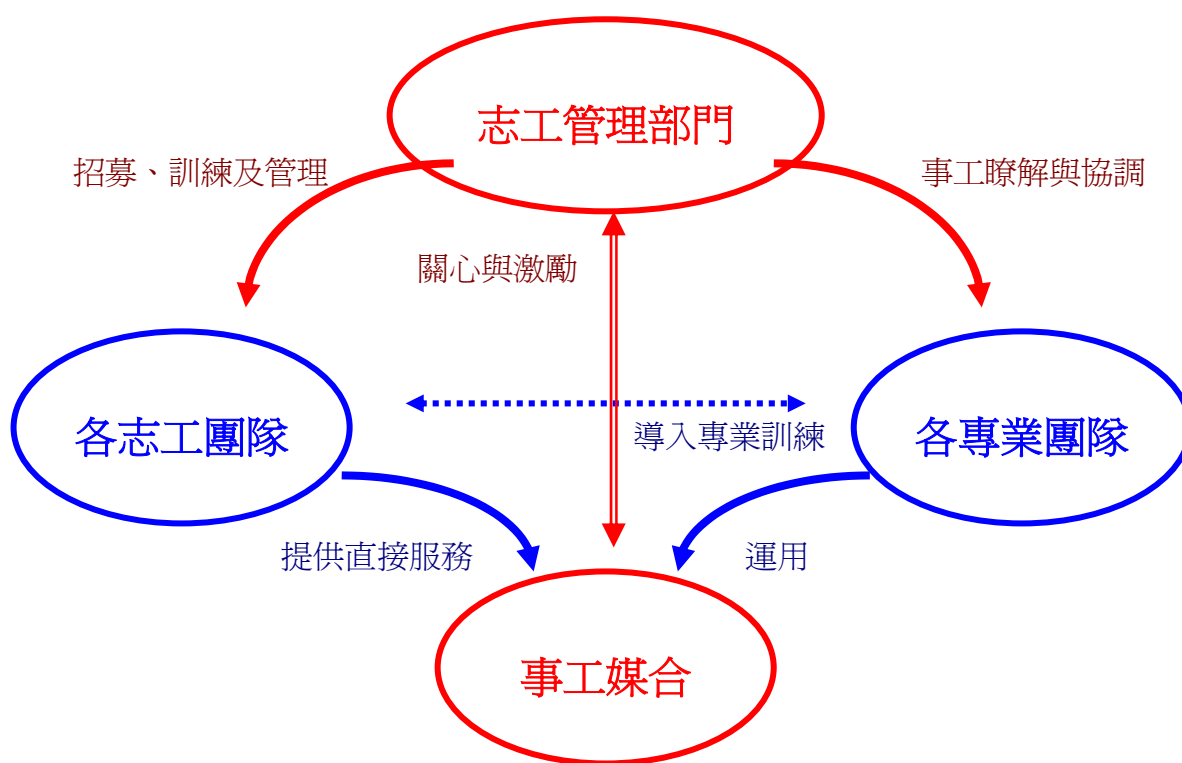 志工管理部門
招募、訓練及管理
事工瞭解與協調
關心與激勵
各志工團隊
導入專業訓練
各專業團隊
提供直接服務
運用
事工媒合